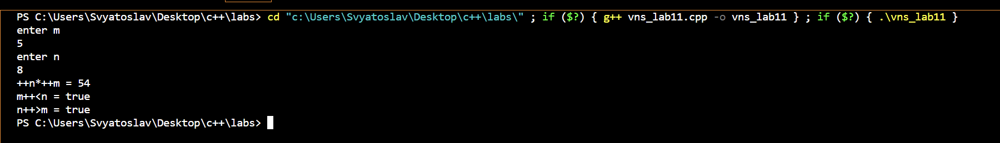 PS C:\Users\Svyatoslav\Desktop\c++\labs> cd "c:\Users\Svyatoslav\Desktop\c++\labs\" ; if ($?) { g++ vns_lab11.cpp -o vns_lab11 } ; if ($?) { .\vns_lab11 }
enter m
5
enter n
8
++n*++m = 54
m++<n = true
n++>m = true
PS C:\Users\Svyatoslav\Desktop\c++\labs>